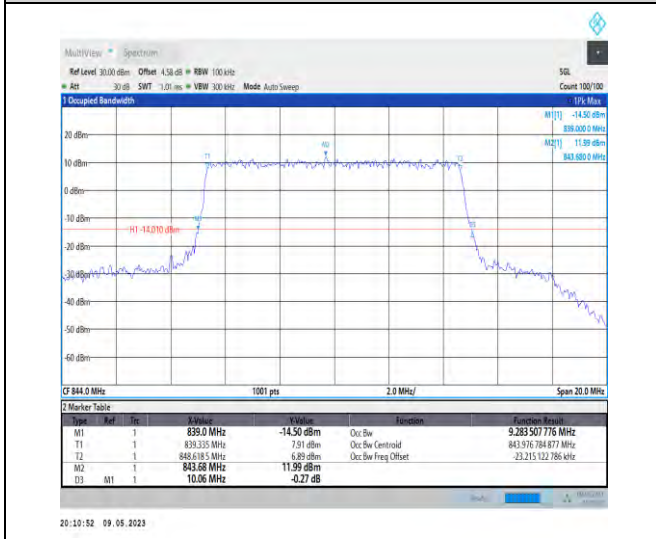 MultiView Spectrum
Ref Level 30.00 dBm Offset 4.58 dB RBW 100 kHz SGL
Att 30 dB SWT 1.01 ms VBW 300 kHz Mode Auto Sweep Count 100/100
1 Occupied Bandwidth 1Pk Max
M1[1] -14.50 dBm
839.000 0 MHz
M2[1] 11.99 dBm
843.680 0 MHz
20 dBm
T1 M2 T2
10 dBm
0 dBm
-10 dBm
H1 -14.010 dBm
-20 dBm
-30 dBm
-40 dBm
-50 dBm
-60 dBm
CF 844.0 MHz 1001 pts 2.0 MHz/ Span 20.0 MHz
2 Marker Table
Type Ref Trc X-Value Y-Value Function Function Result
M1 1 839.0 MHz -14.50 dBm Occ Bw 9.283 507 776 MHz
T1 1 839.335 MHz 7.91 dBm Occ Bw Centroid 843.976 784 877 MHz
T2 1 848.618 5 MHz 6.89 dBm Occ Bw Freq Offset -23.215 122 786 kHz
M2 1 843.68 MHz 11.99 dBm
D3 M1 1 10.06 MHz -0.27 dB
20:10:52 09.05.2023